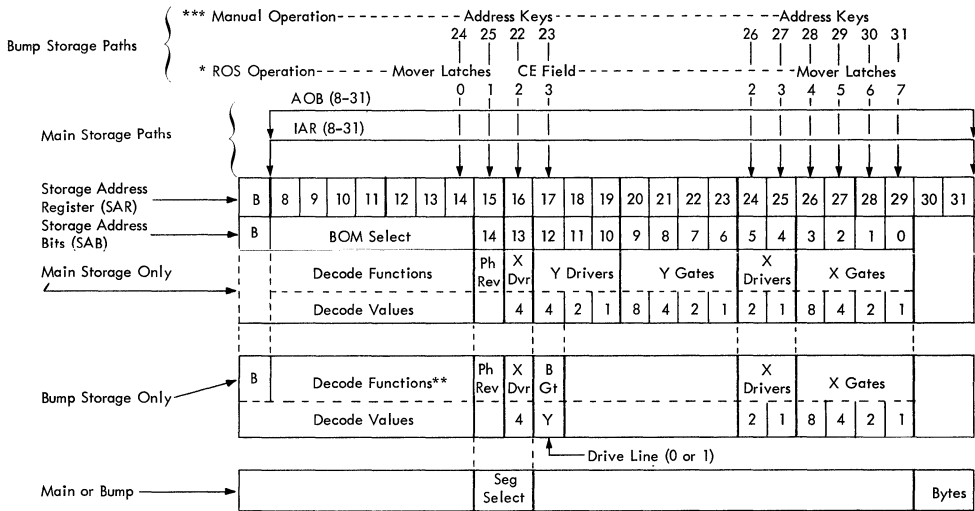 *** Manual Operation - - - - - - - - - - Address Keys - - - - - - - - - - Address Keys
24 25 22 23 26 27 28 29 30 31
Bump Storage Paths
* ROS Operation - - - - - - - Mover Latches CE Field - - - - - - - - - - Mover Latches
0 1 2 3 2 3 4 5 6 7
AOB (8-31)
Main Storage Paths
IAR (8-31)
Storage Address Register (SAR) B 8 9 10 11 12 13 14 15 16 17 18 19 20 21 22 23 24 25 26 27 28 29 30 31
Storage Address Bits (SAB) B BOM Select 14 13 12 11 10 9 8 7 6 5 4 3 2 1 0
Main Storage Only Decode Functions Ph Rev X Dvr Y Drivers Y Gates X Drivers X Gates
Decode Values 4 4 2 1 8 4 2 1 2 1 8 4 2 1
Bump Storage Only B Decode Functions** Ph Rev X Dvr B Gt X Drivers X Gates
Decode Values 4 Y 2 1 8 4 2 1
Drive Line (0 or 1)
Main or Bump Seg Select Bytes